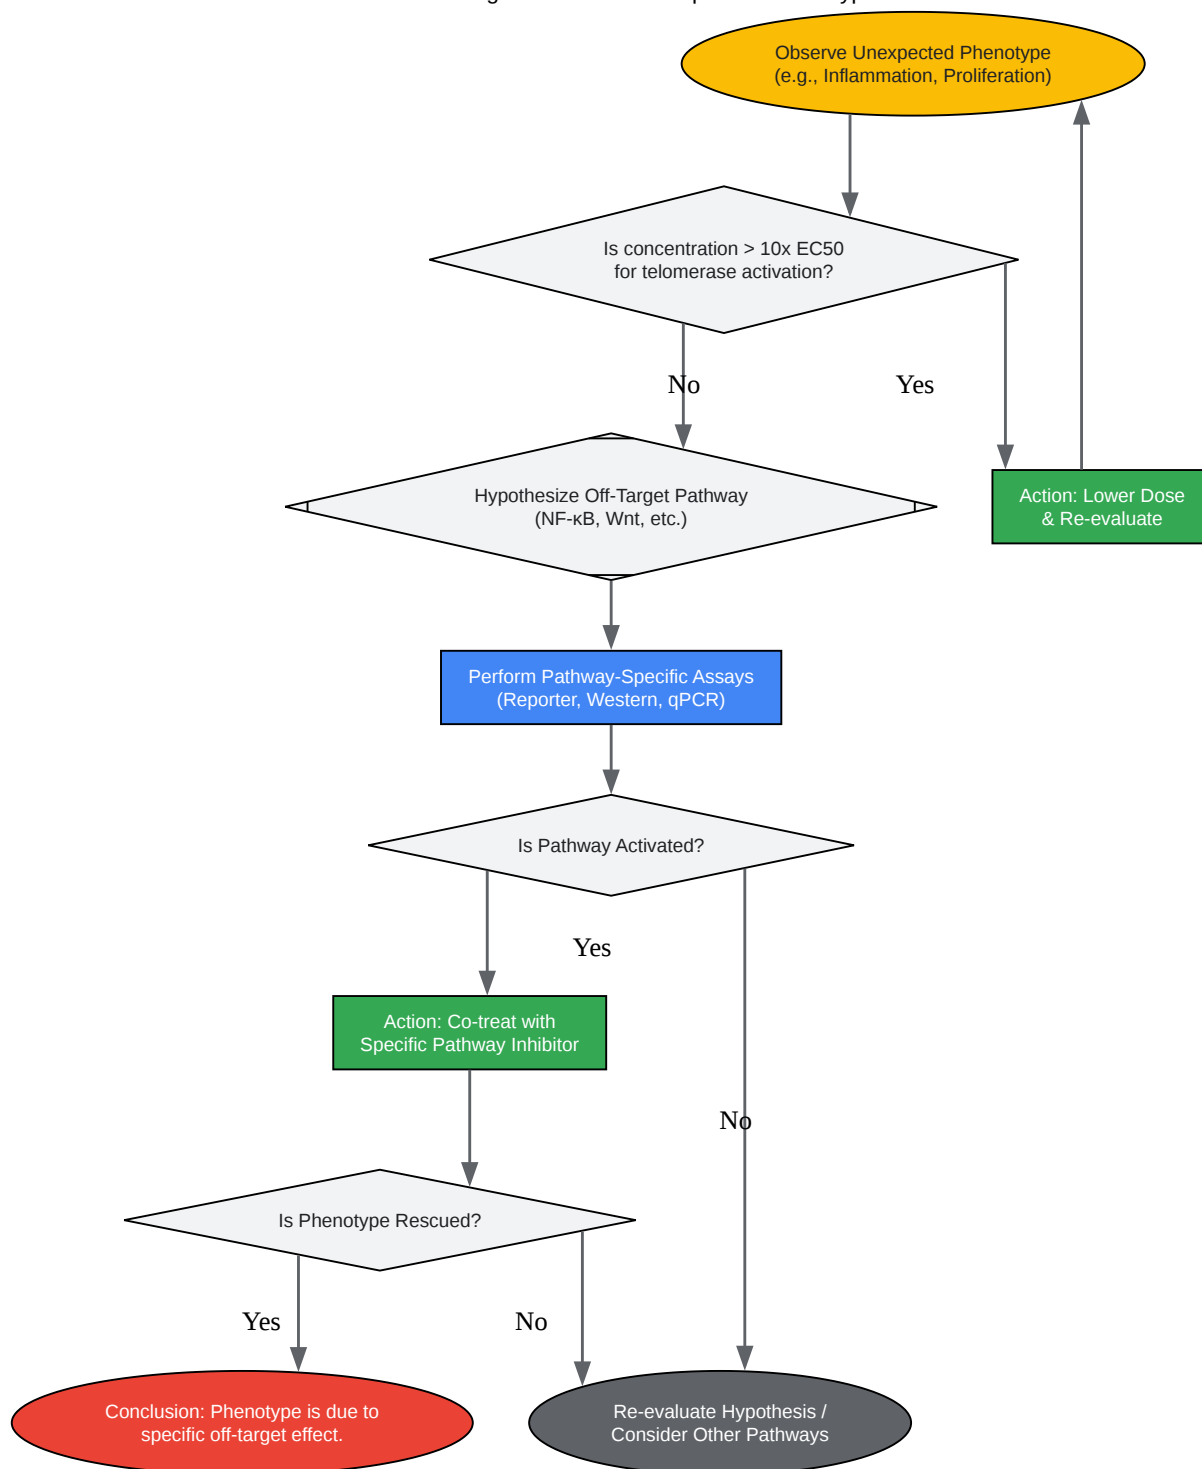 Observe Unexpected Phenotype
(e.g., Inflammation, Proliferation)
Is concentration > 10x EC50
for telomerase activation?
No
Yes
Hypothesize Off-Target Pathway
(NF-κB, Wnt, etc.)
Action: Lower Dose
& Re-evaluate
Perform Pathway-Specific Assays
(Reporter, Western, qPCR)
Is Pathway Activated?
Yes
Action: Co-treat with
Specific Pathway Inhibitor
No
Is Phenotype Rescued?
Yes
No
Conclusion: Phenotype is due to
specific off-target effect.
Re-evaluate Hypothesis /
Consider Other Pathways